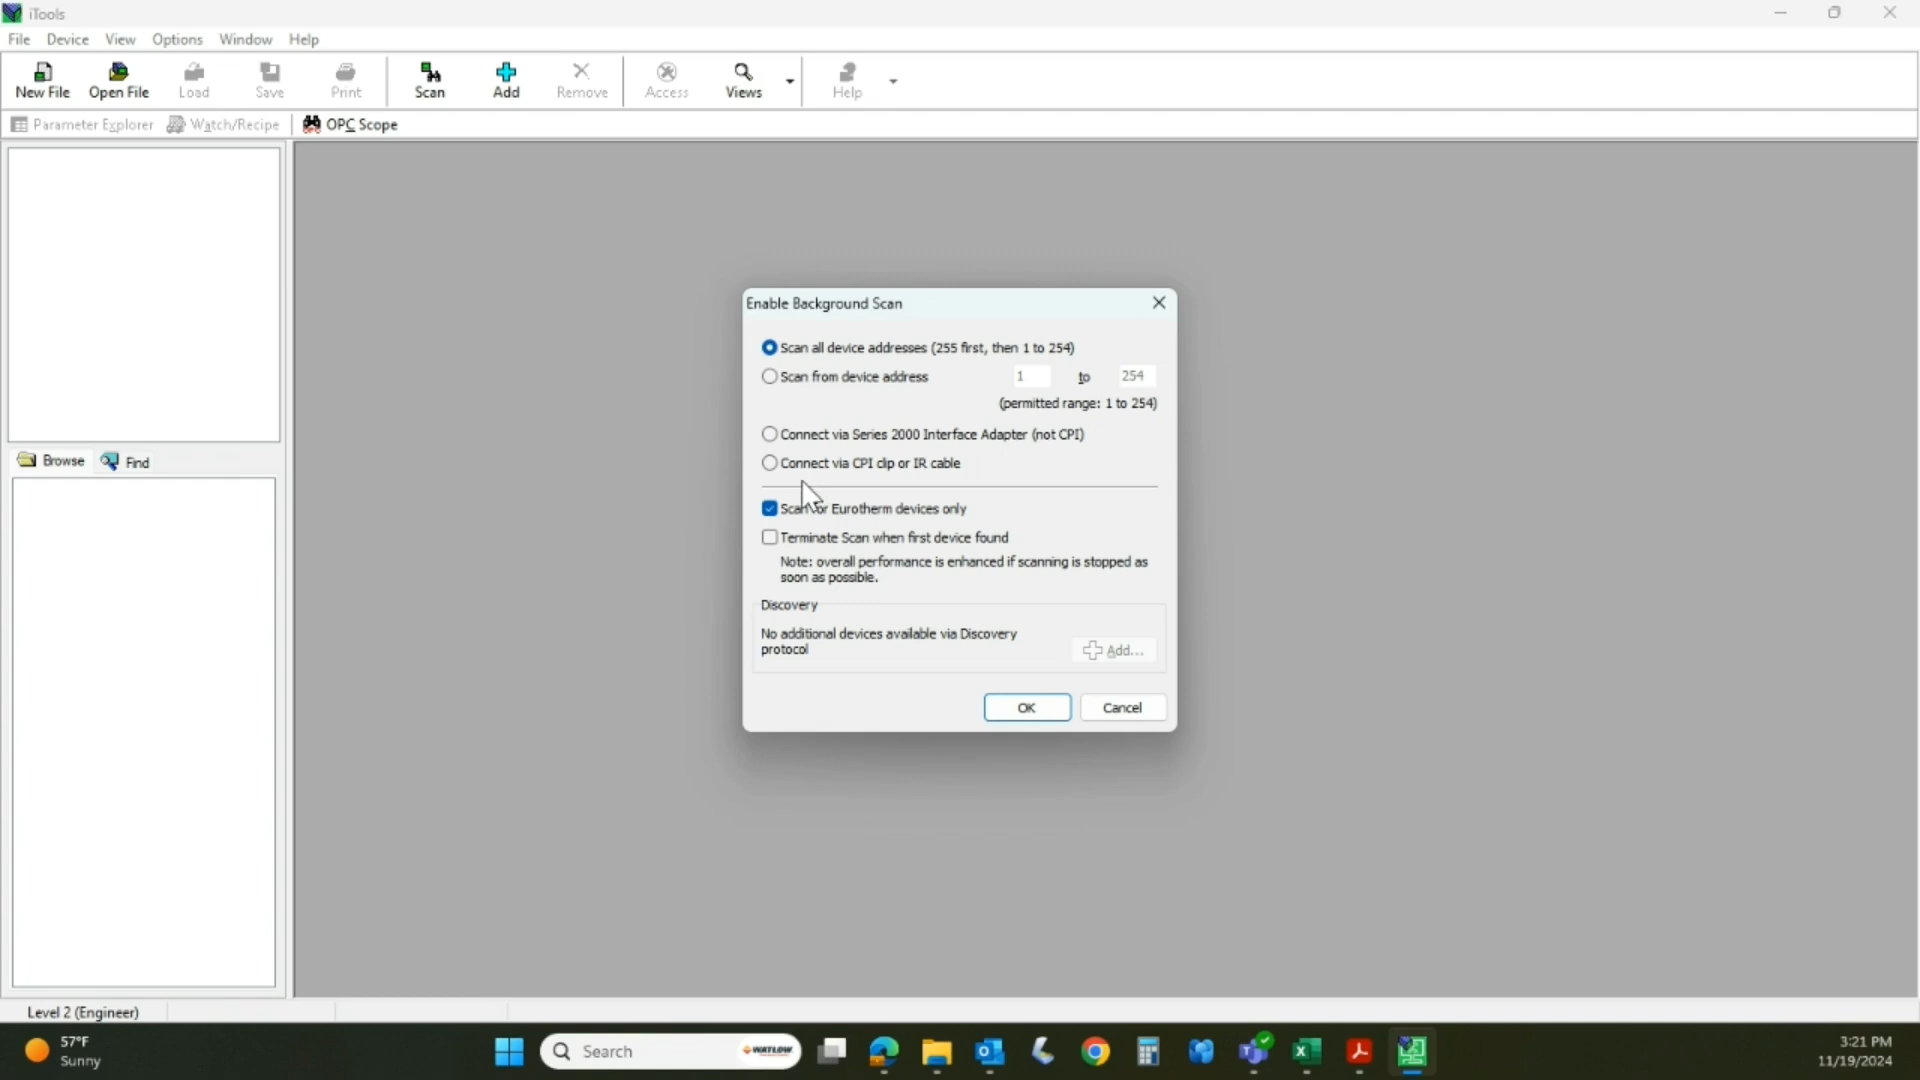 iTools
File Device View Options Window Help
New File Open File Load Save Print Scan Add Remove Access Views Help
Parameter Explorer Watch/Recipe OPC Scope
Enable Background Scan
Scan all device addresses (255 first, then 1 to 254)
Scan from device address 1 to 254
(permitted range: 1 to 254)
Connect via Series 2000 Interface Adapter (not CPI)
Connect via CPI clip or IR cable
Scan for Eurotherm devices only
Terminate Scan when first device found
Note: overall performance is enhanced if scanning is stopped as
soon as possible.
Discovery
No additional devices available via Discovery
protocol
Add...
OK Cancel
Browse Find
Level 2 (Engineer)
57°F
Sunny
Search
WATLOW
3:21 PM
11/19/2024